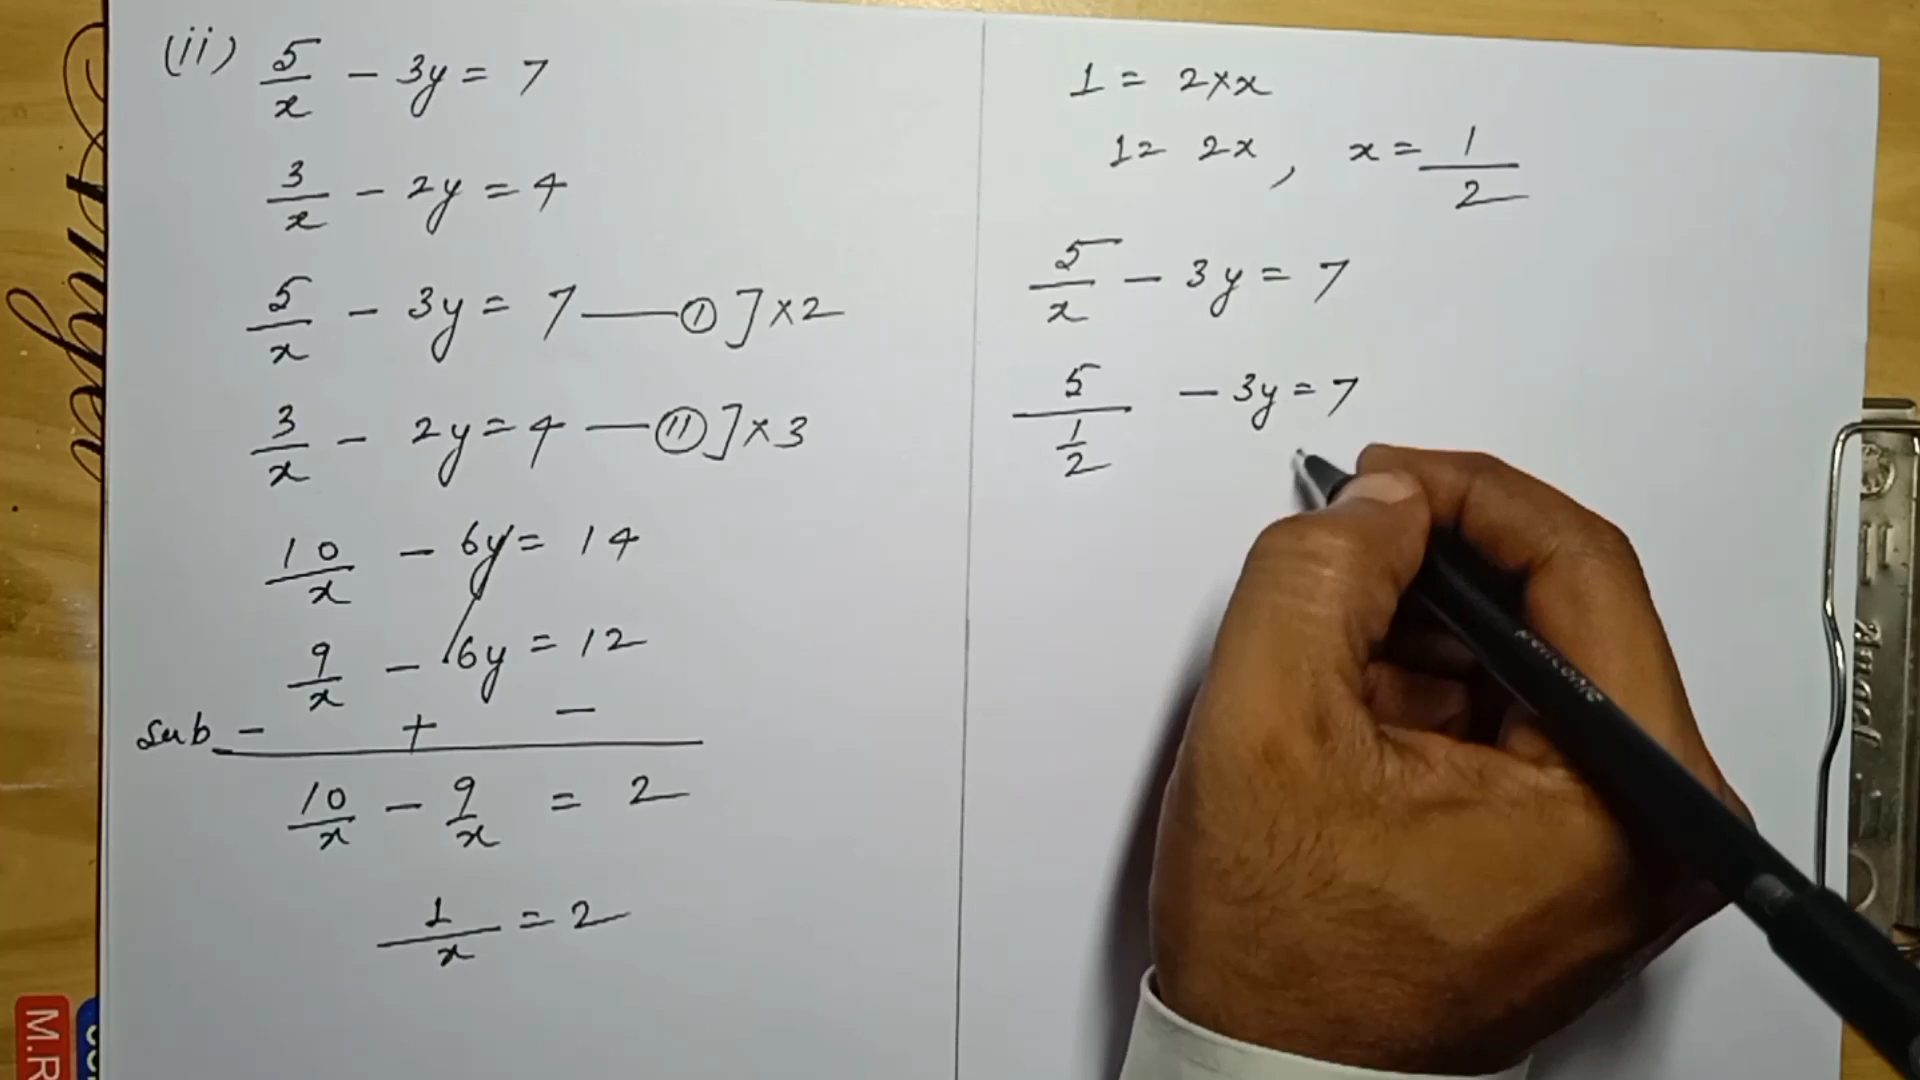 (ii) 5/x - 3y = 7
3/x - 2y = 4
5/x - 3y = 7 —— ① ] × 2
3/x - 2y = 4 — ⑪ ] × 3
10/x - 6y = 14
9/x - 6y = 12
Sub - + -
10/x - 9/x = 2
1/x = 2
1 = 2×x
1 = 2x , x = 1/2
5/x - 3y = 7
5/(1/2) - 3y = 7
M.R